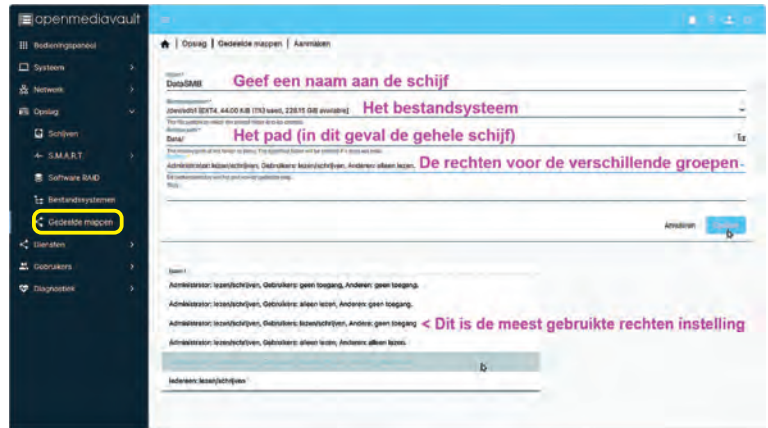 openmediavault
Bedieningspaneel
Opslag | Gedeelde mappen | Aanmaken
Systeem
Naam *
DataSMB Geef een naam aan de schijf
Netwerk
Opslag
Bestandssysteem *
Het bestandsysteem
Schijven
Data/ Het pad (in dit geval de gehele schijf)
S.M.A.R.T.
Administrator: lezen/schrijven, Gebruikers: lezen/schrijven, Anderen: alleen lezen. De rechten voor de verschillende groepen
Software RAID
Bestandssystemen
Gedeelde mappen
Annuleren
Diensten
Gebruikers
Diagnostiek
Administrator: lezen/schrijven, Gebruikers: geen toegang, Anderen: geen toegang.
Administrator: lezen/schrijven, Gebruikers: alleen lezen, Anderen: geen toegang.
Administrator: lezen/schrijven, Gebruikers: lezen/schrijven, Anderen: geen toegang < Dit is de meest gebruikte rechten instelling
Administrator: lezen/schrijven, Gebruikers: alleen lezen, Anderen: alleen lezen.
Iedereen: lezen/schrijven